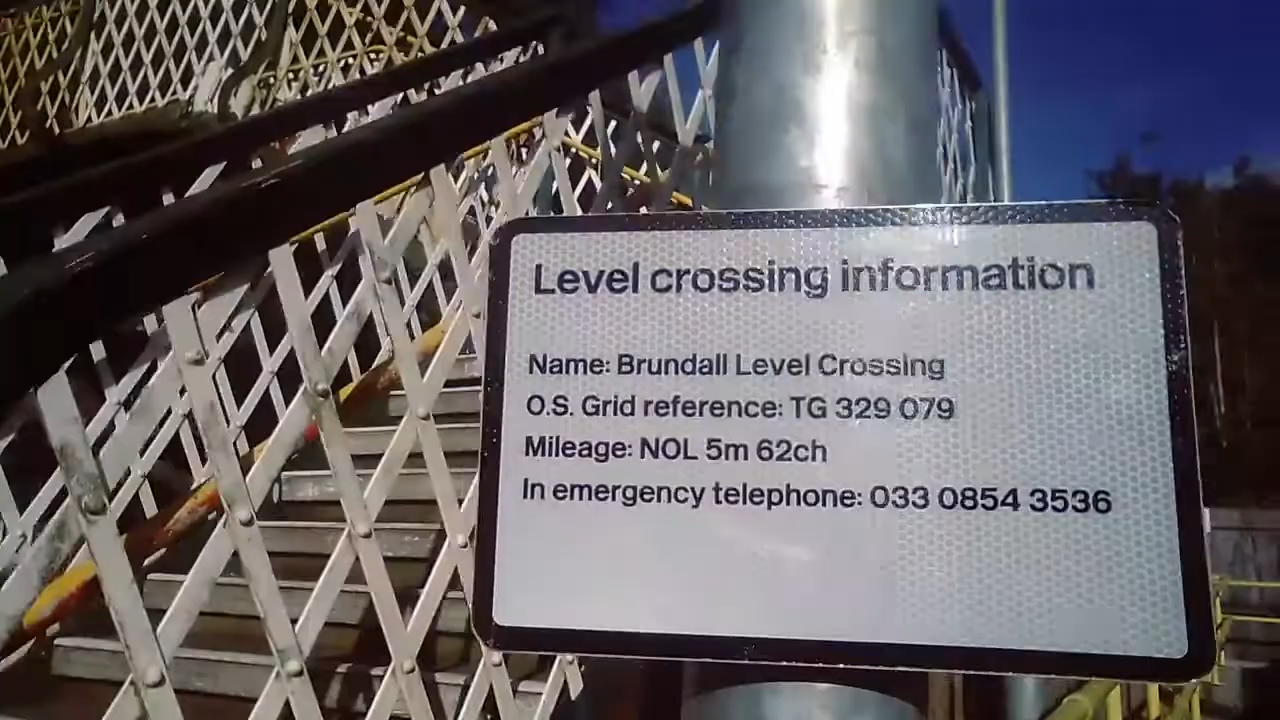 Level crossing information
Name: Brundall Level Crossing
O.S. Grid reference: TG 329 079
Mileage: NOL 5m 62ch
In emergency telephone: 033 0854 3536